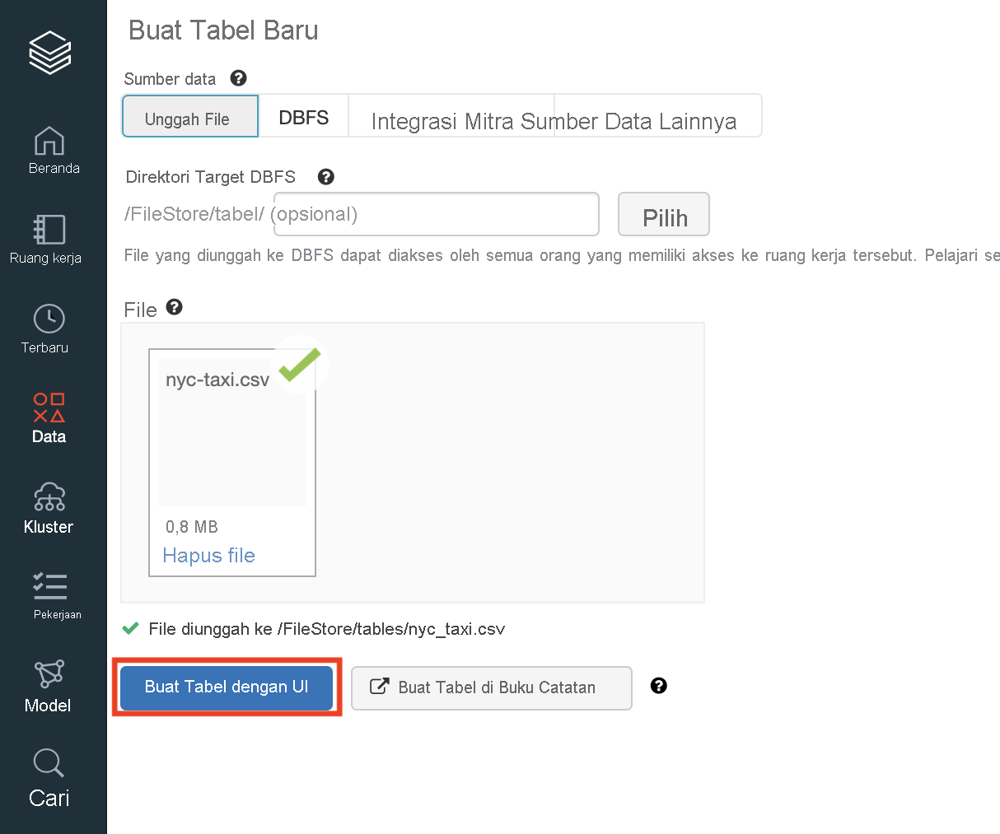 Buat Tabel Baru
Sumber data
Unggah File
DBFS
Integrasi Mitra Sumber Data Lainnya
Direktori Target DBFS
/FileStore/tabel/ (opsional)
Pilih
File yang diunggah ke DBFS dapat diakses oleh semua orang yang memiliki akses ke ruang kerja tersebut. Pelajari se
File
nyc-taxi.csv
0,8 MB
Hapus file
File diunggah ke /FileStore/tables/nyc_taxi.csv
Buat Tabel dengan UI
Buat Tabel di Buku Catatan
Beranda
Ruang kerja
Terbaru
Data
Kluster
Pekerjaan
Model
Cari